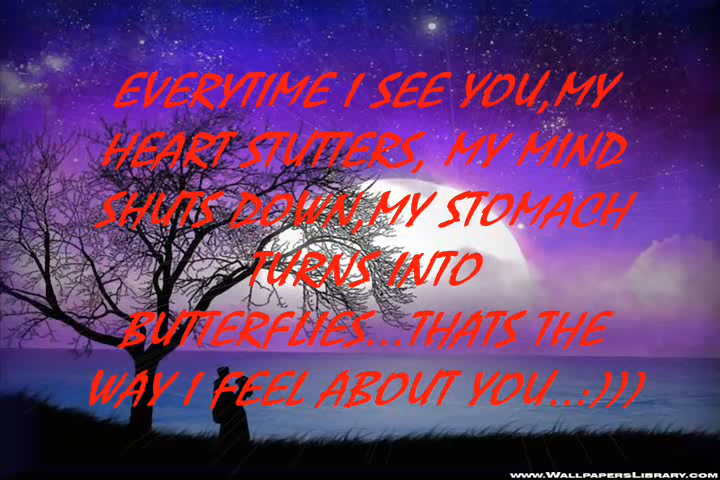 EVERYTIME I SEE YOU,MY
HEART STUTTERS, MY MIND
SHUTS DOWN,MY STOMACH
TURNS INTO
BUTTERFLIES...THATS THE
WAY I FEEL ABOUT YOU..:)))
www.WallpapersLibrary.com